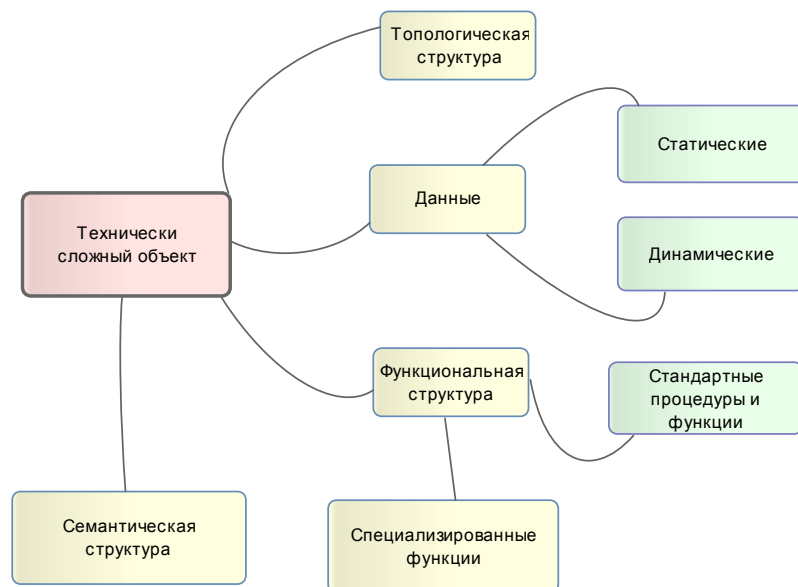 Топологическая
структура
Статические
Данные
Технически
сложный объект
Динамические
Функциональная
структура
Стандартные
процедуры и
функции
Семантическая
структура
Специализированные
функции